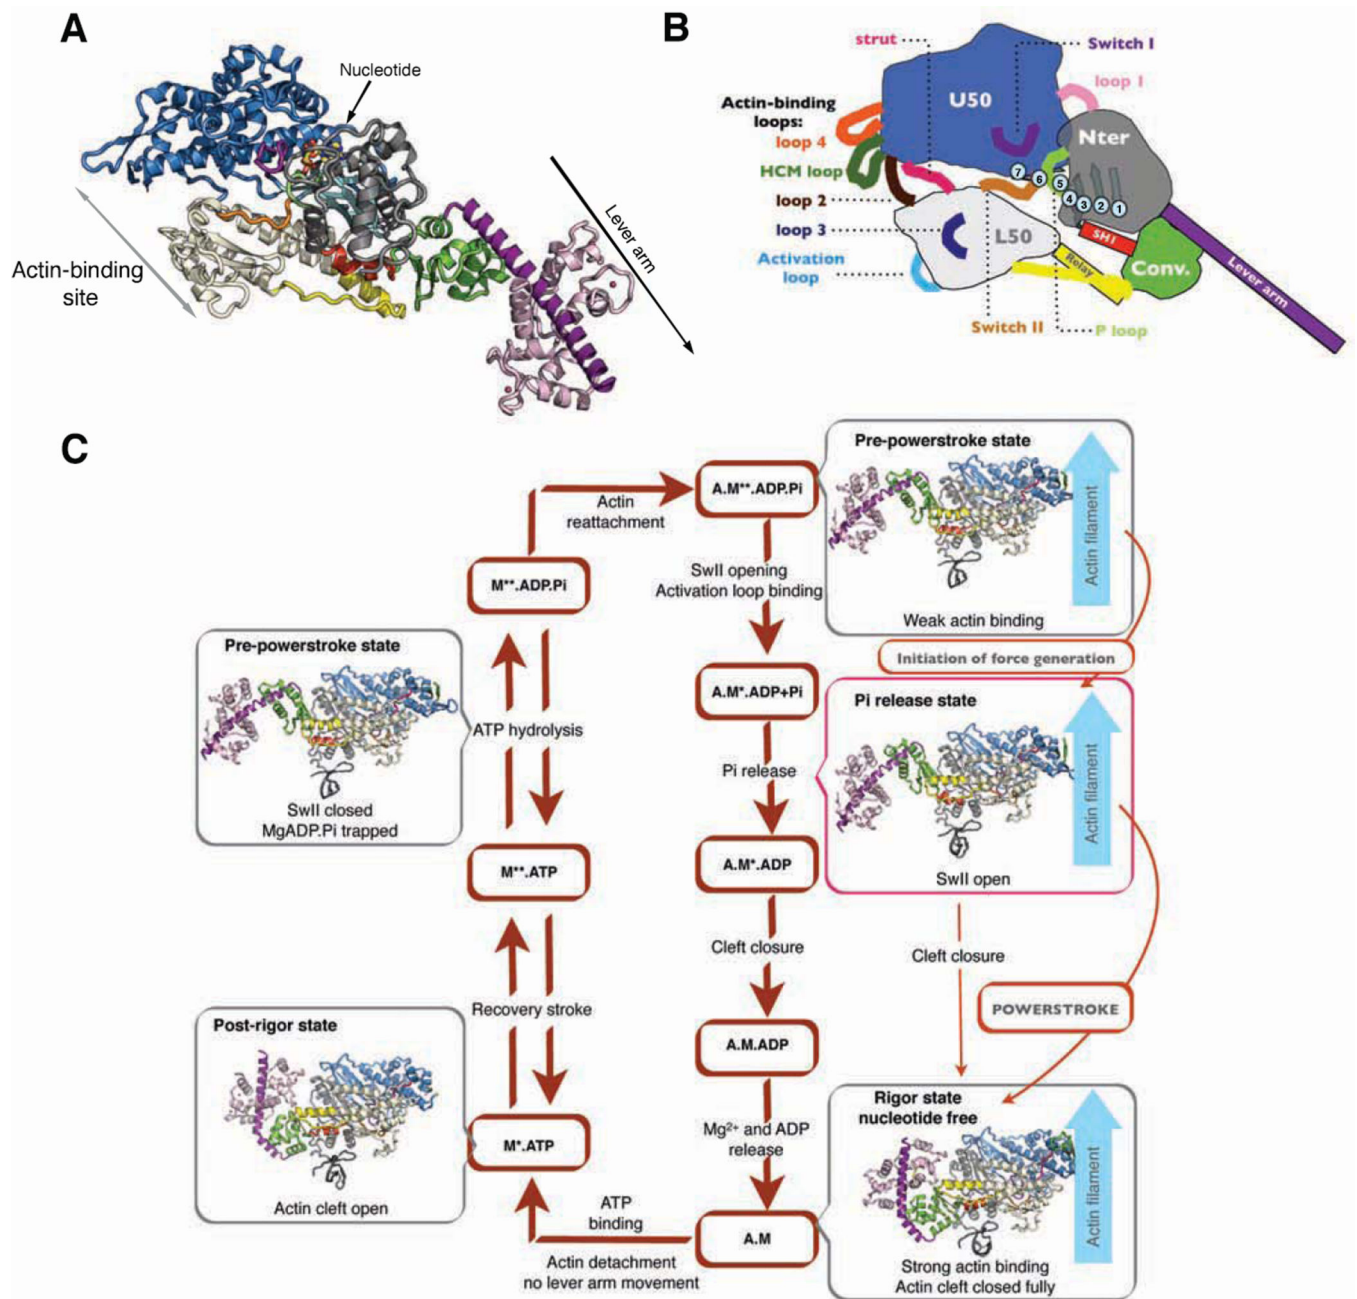 A
Nucleotide
Actin-binding
site
Lever arm
B
strut
Switch I
loop 1
U50
Actin-binding
loops:
loop 4
Nter
HCM loop
7
6
5
4
3
2
1
loop 2
loop 3
L50
SH1
Activation
loop
Relay
Conv.
Lever arm
Switch II
P loop
C
Pre-powerstroke state
A.M**.ADP.Pi
Actin
reattachment
Actin filament
M**.ADP.Pi
SwII opening
Activation loop binding
Weak actin binding
Pre-powerstroke state
Initiation of force generation
A.M*.ADP+Pi
Pi release state
ATP hydrolysis
Pi release
Actin filament
SwII closed
MgADP.Pi trapped
M**.ATP
A.M*.ADP
SwII open
Cleft closure
Cleft closure
Recovery stroke
POWERSTROKE
Post-rigor state
A.M.ADP
Rigor state
nucleotide free
M*.ATP
Mg2+ and ADP
release
Actin filament
Actin cleft open
ATP
binding
A.M
Actin detachment
no lever arm movement
Strong actin binding
Actin cleft closed fully